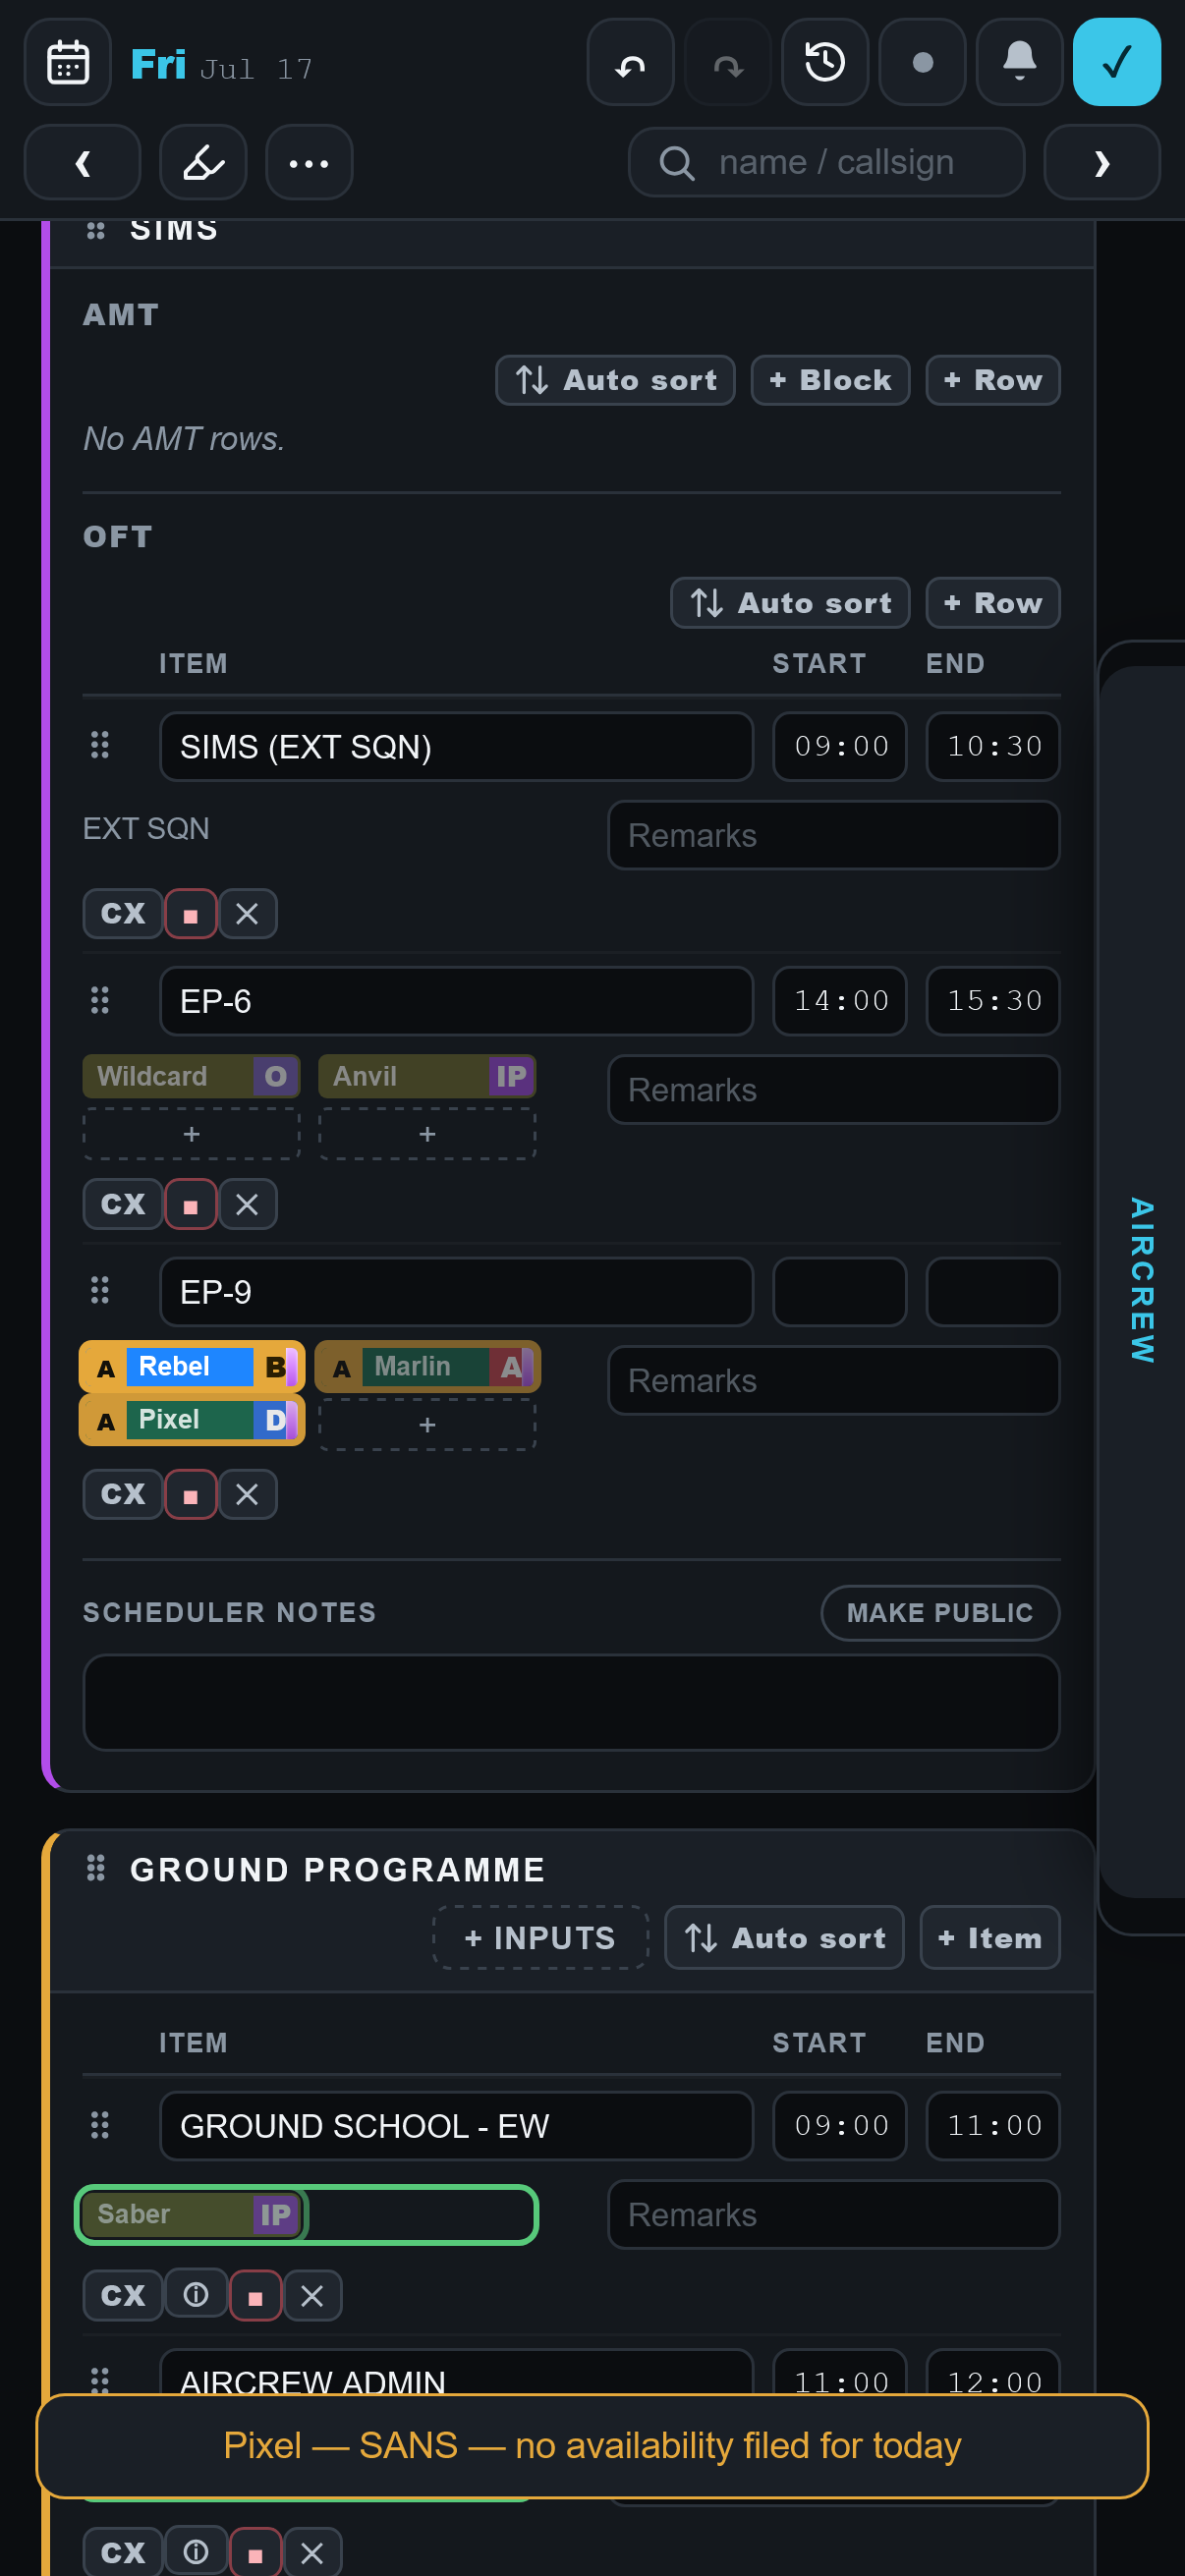 Fri Jul 17
name / callsign
SIMS
AMT
Auto sort + Block + Row
No AMT rows.
OFT
Auto sort + Row
ITEM START END
SIMS (EXT SQN) 09:00 10:30
EXT SQN Remarks
CX
EP-6 14:00 15:30
Wildcard O Anvil IP Remarks
+ +
CX
EP-9
A Rebel B A Marlin A Remarks
A Pixel D +
CX
SCHEDULER NOTES MAKE PUBLIC
AIRCREW
GROUND PROGRAMME
+ INPUTS Auto sort + Item
ITEM START END
GROUND SCHOOL - EW 09:00 11:00
Saber IP Remarks
CX
AIRCREW ADMIN 11:00 12:00
Pixel — SANS — no availability filed for today
CX